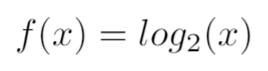 f(x) = log₂(x)